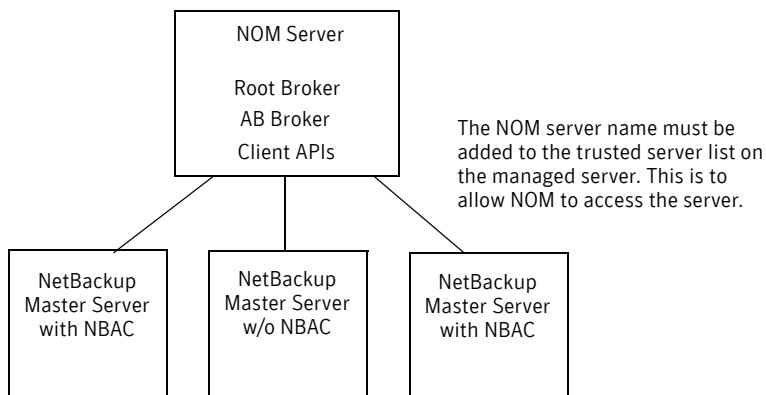 NOM Server
Root Broker
AB Broker
Client APIs
The NOM server name must be
added to the trusted server list on
the managed server. This is to
allow NOM to access the server.
NetBackup
Master Server
with NBAC
NetBackup
Master Server
w/o NBAC
NetBackup
Master Server
with NBAC